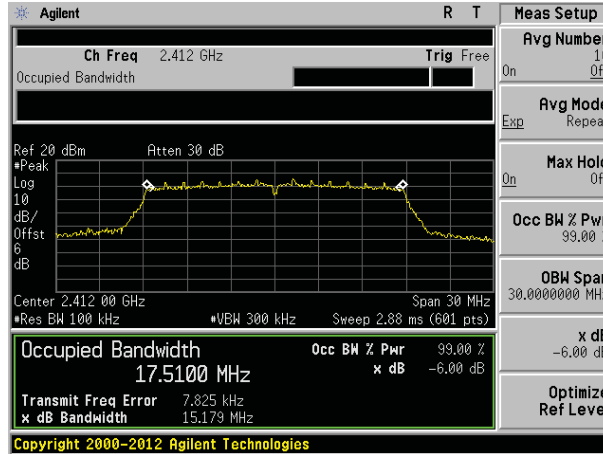 Agilent R T Meas Setup
Ch Freq 2.412 GHz Trig Free
Occupied Bandwidth
Avg Number
10
On Off
Avg Mode
Exp Repeat
Max Hold
On Off
Occ BW % Pwr
99.00 %
OBW Span
30.0000000 MHz
x dB
-6.00 dB
Optimize
Ref Level
Ref 20 dBm Atten 30 dB
#Peak
Log
10
dB/
Offst
6
dB
Center 2.412 00 GHz Span 30 MHz
#Res BW 100 kHz #VBW 300 kHz Sweep 2.88 ms (601 pts)
Occupied Bandwidth Occ BW % Pwr 99.00 %
17.5100 MHz x dB -6.00 dB
Transmit Freq Error 7.825 kHz
x dB Bandwidth 15.179 MHz
Copyright 2000-2012 Agilent Technologies